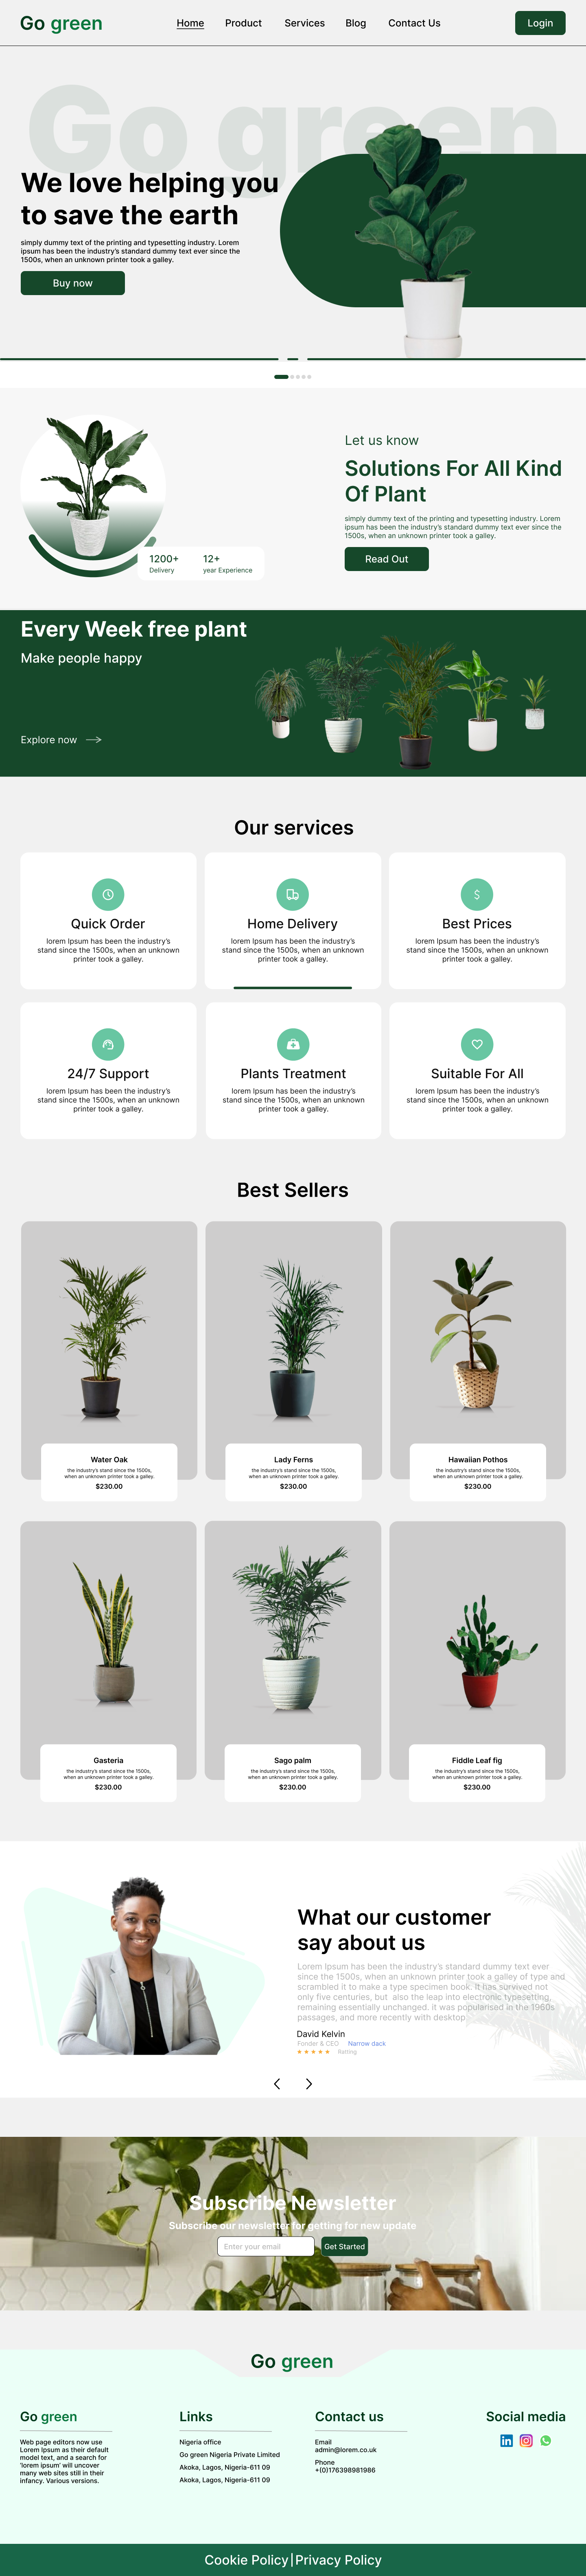 Go green
Home Product Services Blog Contact Us
Login
Go green
We love helping you
to save the earth
simply dummy text of the printing and typesetting industry. Lorem
ipsum has been the industry's standard dummy text ever since the
1500s, when an unknown printer took a galley.
Buy now
Let us know
Solutions For All Kind
Of Plant
simply dummy text of the printing and typesetting industry. Lorem
ipsum has been the industry's standard dummy text ever since the
1500s, when an unknown printer took a galley.
Read Out
1200+
Delivery
12+
year Experience
Every Week free plant
Make people happy
Explore now
Our services
Quick Order
lorem Ipsum has been the industry's
stand since the 1500s, when an unknown
printer took a galley.
Home Delivery
lorem Ipsum has been the industry's
stand since the 1500s, when an unknown
printer took a galley.
Best Prices
lorem Ipsum has been the industry's
stand since the 1500s, when an unknown
printer took a galley.
24/7 Support
lorem Ipsum has been the industry's
stand since the 1500s, when an unknown
printer took a galley.
Plants Treatment
lorem Ipsum has been the industry's
stand since the 1500s, when an unknown
printer took a galley.
Suitable For All
lorem Ipsum has been the industry's
stand since the 1500s, when an unknown
printer took a galley.
Best Sellers
Water Oak
the industry's stand since the 1500s,
when an unknown printer took a galley.
$230.00
Lady Ferns
the industry's stand since the 1500s,
when an unknown printer took a galley.
$230.00
Hawaiian Pothos
the industry's stand since the 1500s,
when an unknown printer took a galley.
$230.00
Gasteria
the industry's stand since the 1500s,
when an unknown printer took a galley.
$230.00
Sago palm
the industry's stand since the 1500s,
when an unknown printer took a galley.
$230.00
Fiddle Leaf fig
the industry's stand since the 1500s,
when an unknown printer took a galley.
$230.00
What our customer
say about us
Lorem Ipsum has been the industry's standard dummy text ever
since the 1500s, when an unknown printer took a galley of type and
scrambled it to make a type specimen book. It has survived not
only five centuries, but also the leap into electronic typesetting,
remaining essentially unchanged. it was popularised in the 1960s
passages, and more recently with desktop
David Kelvin
Fonder & CEO Narrow dack
Ratting
Subscribe Newsletter
Subscribe our newsletter for getting for new update
Enter your email
Get Started
Go green
Go green
Web page editors now use
Lorem Ipsum as their default
model text, and a search for
'lorem ipsum' will uncover
many web sites still in their
infancy. Various versions.
Links
Nigeria office
Go green Nigeria Private Limited
Akoka, Lagos, Nigeria-611 09
Akoka, Lagos, Nigeria-611 09
Contact us
Email
admin@lorem.co.uk
Phone
+(0)176398981986
Social media
in
Cookie Policy|Privacy Policy